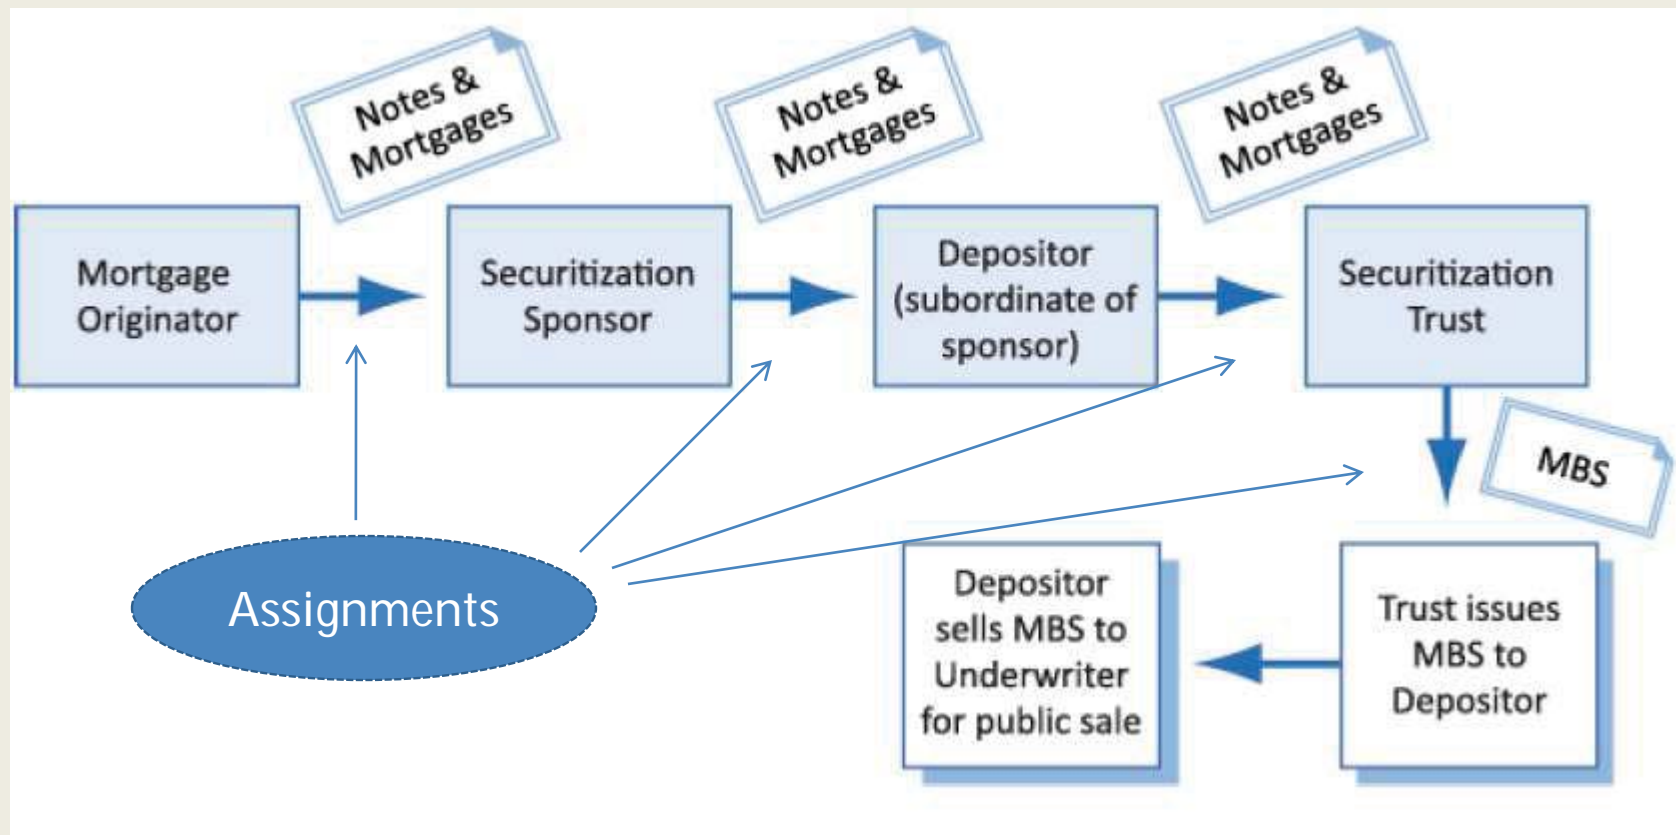 Notes &
Mortgages
Notes &
Mortgages
Notes &
Mortgages
Mortgage
Originator
Securitization
Sponsor
Depositor
(subordinate of
sponsor)
Securitization
Trust
MBS
Assignments
Depositor
sells MBS to
Underwriter
for public sale
Trust issues
MBS to
Depositor